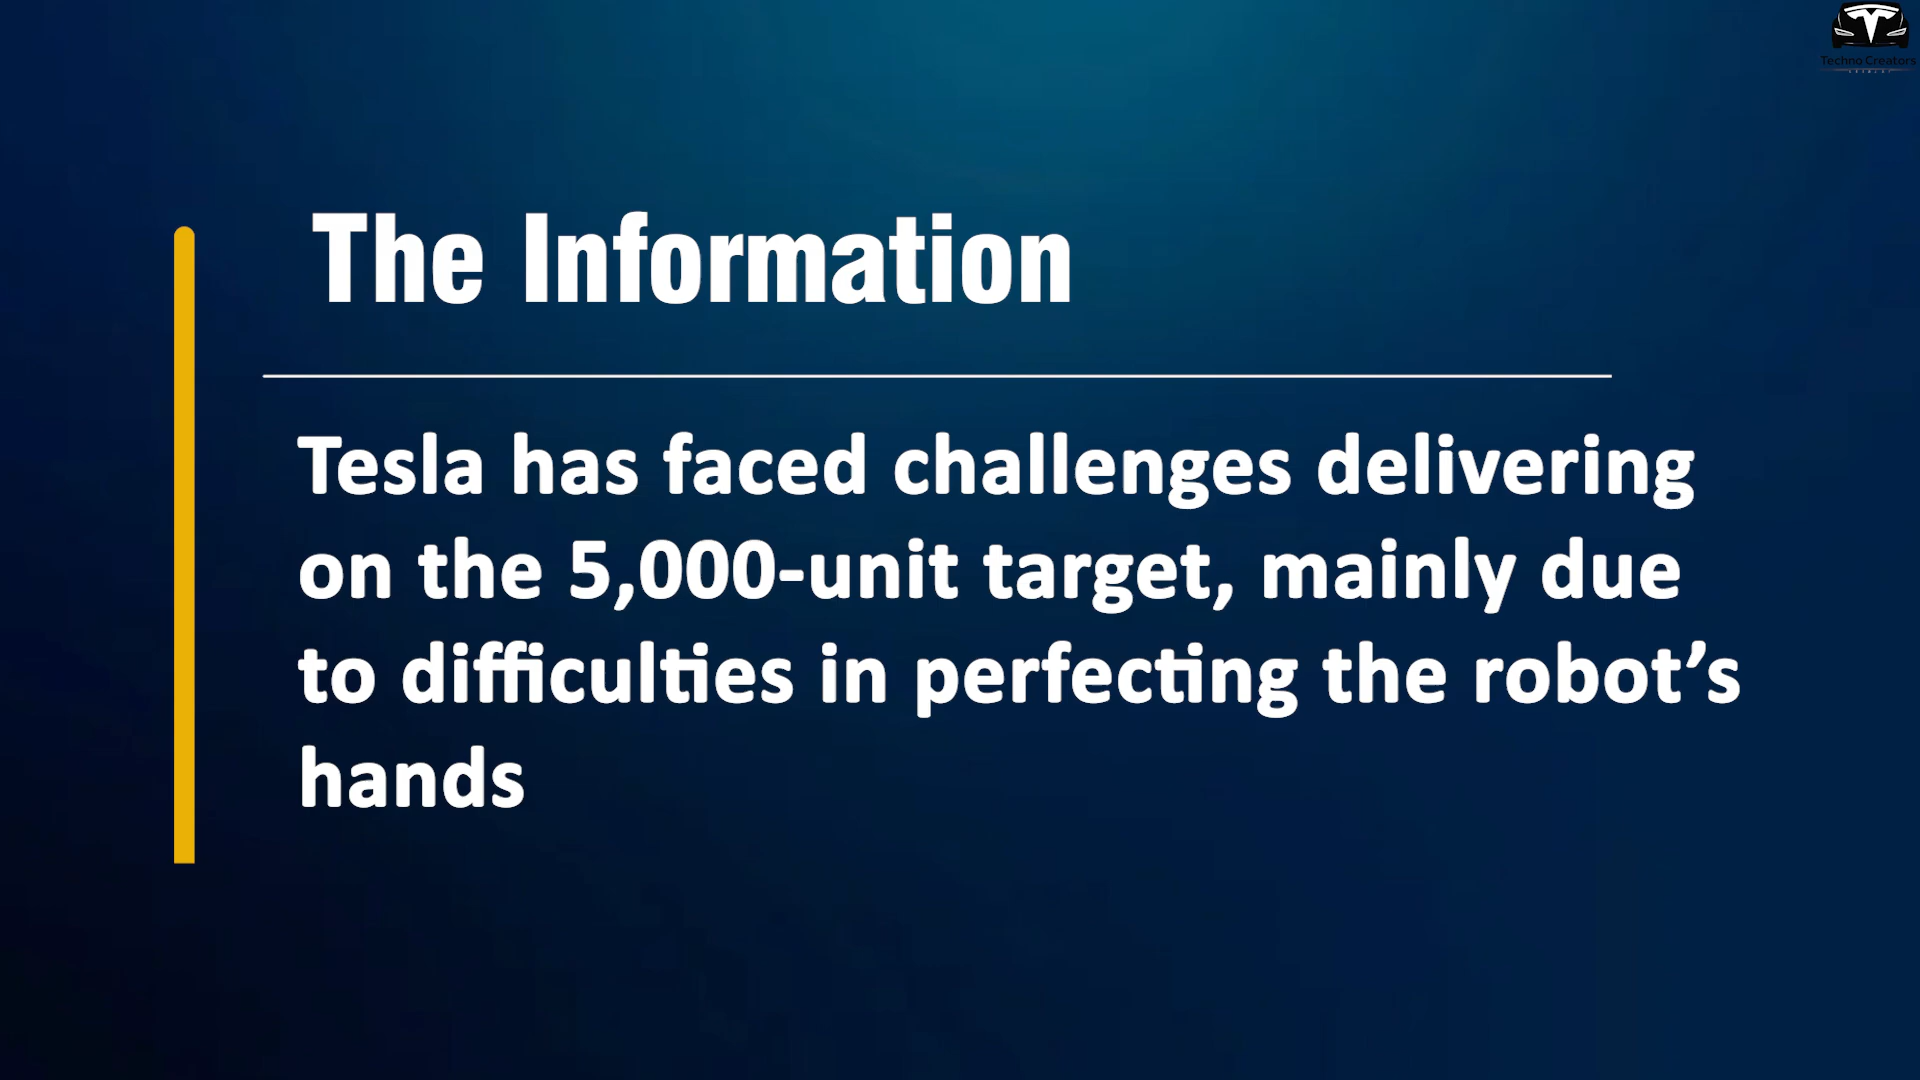 Techno Creators
The Information
Tesla has faced challenges delivering
on the 5,000-unit target, mainly due
to difficulties in perfecting the robot’s
hands